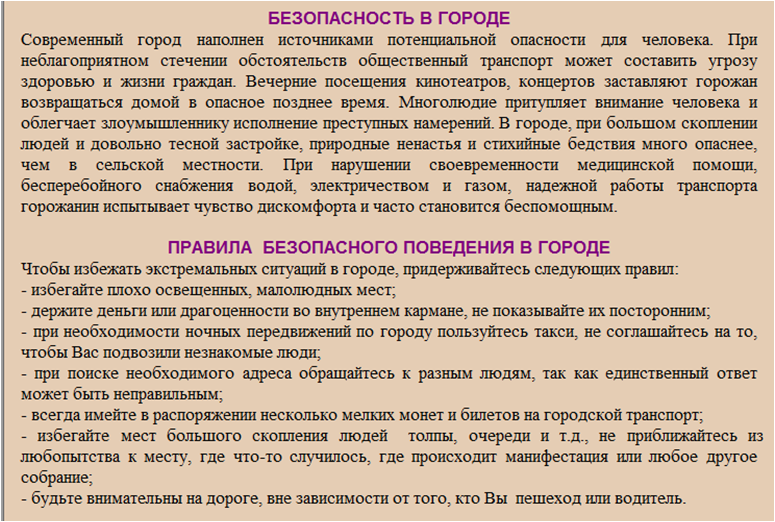 БЕЗОПАСНОСТЬ В ГОРОДЕ
Современный город наполнен источниками потенциальной опасности для человека. При
неблагоприятном стечении обстоятельств общественный транспорт может составить угрозу
здоровью и жизни граждан. Вечерние посещения кинотеатров, концертов заставляют горожан
возвращаться домой в опасное позднее время. Многолюдие притупляет внимание человека и
облегчает злоумышленнику исполнение преступных намерений. В городе, при большом скоплении
людей и довольно тесной застройке, природные ненастья и стихийные бедствия много опаснее,
чем в сельской местности. При нарушении своевременности медицинской помощи,
бесперебойного снабжения водой, электричеством и газом, надежной работы транспорта
горожанин испытывает чувство дискомфорта и часто становится беспомощным.
ПРАВИЛА БЕЗОПАСНОГО ПОВЕДЕНИЯ В ГОРОДЕ
Чтобы избежать экстремальных ситуаций в городе, придерживайтесь следующих правил:
- избегайте плохо освещенных, малолюдных мест;
- держите деньги или драгоценности во внутреннем кармане, не показывайте их посторонним;
- при необходимости ночных передвижений по городу пользуйтесь такси, не соглашайтесь на то,
чтобы Вас подвозили незнакомые люди;
- при поиске необходимого адреса обращайтесь к разным людям, так как единственный ответ
может быть неправильным;
- всегда имейте в распоряжении несколько мелких монет и билетов на городской транспорт;
- избегайте мест большого скопления людей толпы, очереди и т.д., не приближайтесь из
любопытства к месту, где что-то случилось, где происходит манифестация или любое другое
собрание;
- будьте внимательны на дороге, вне зависимости от того, кто Вы пешеход или водитель.